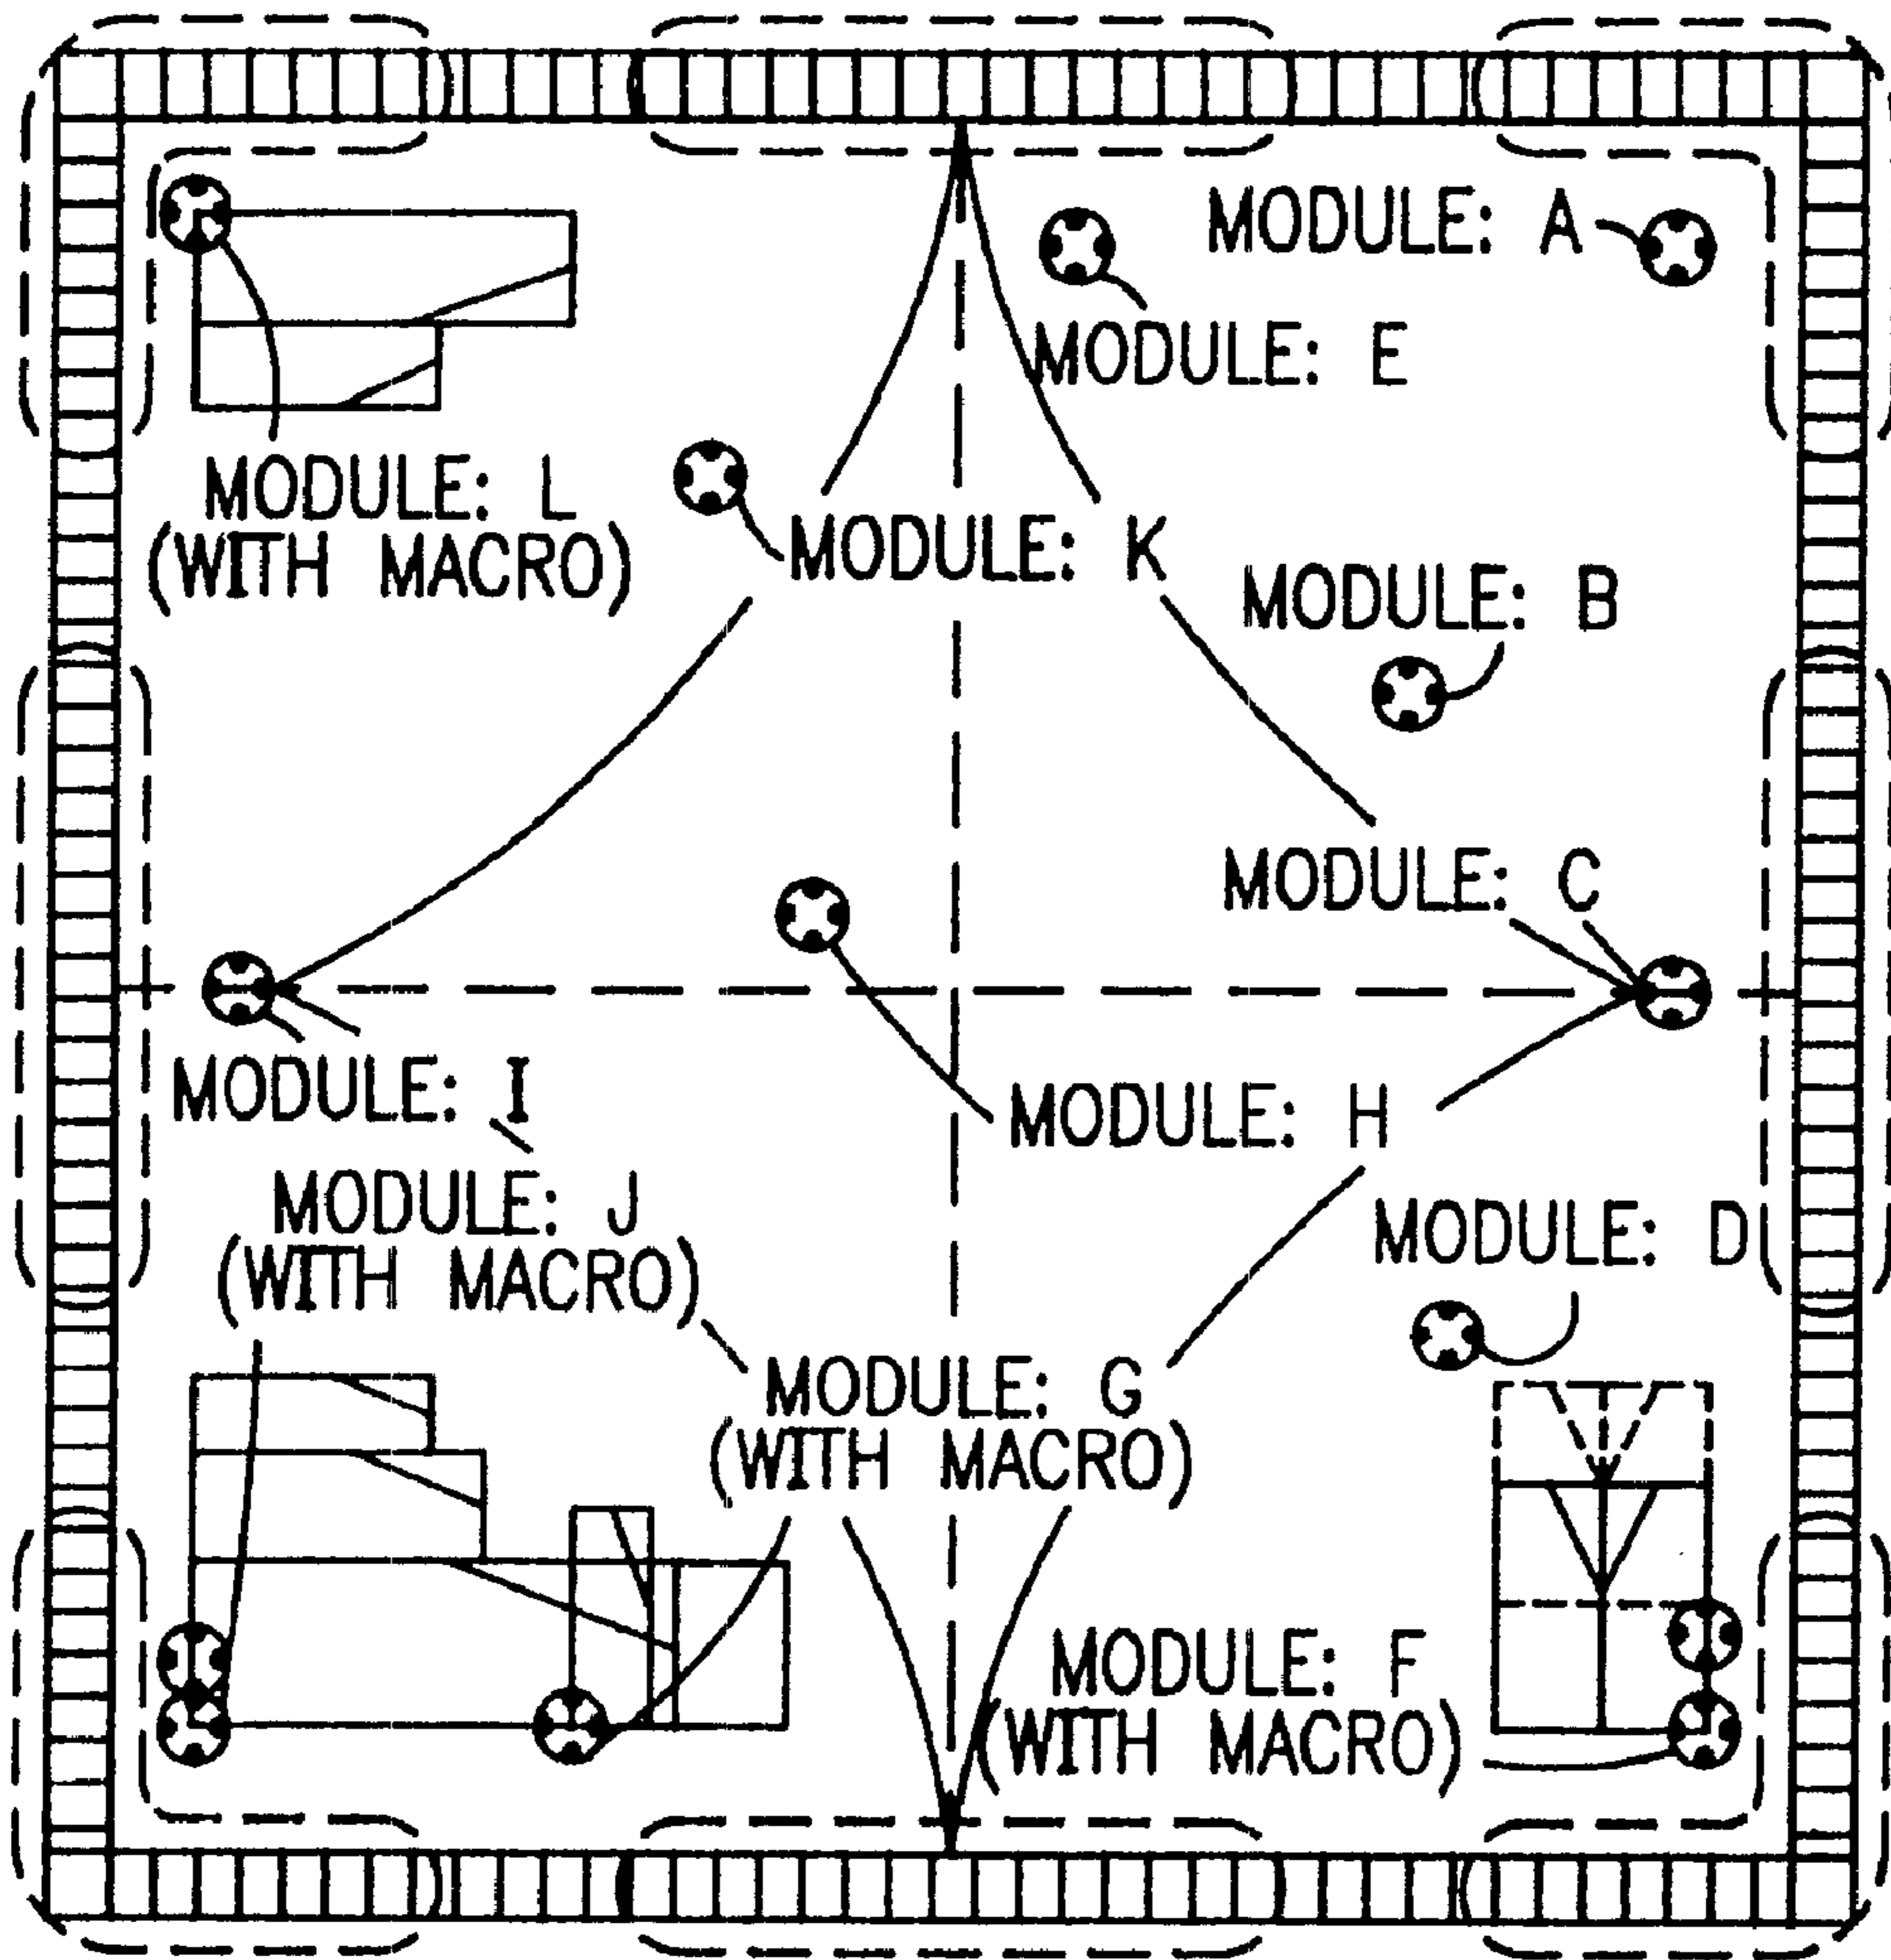 MODULE: A
MODULE: E
MODULE: L
(WITH MACRO)
MODULE: K
MODULE: B
MODULE: C
MODULE: I
MODULE: H
MODULE: J
(WITH MACRO)
MODULE: D
MODULE: G
(WITH MACRO)
MODULE: F
(WITH MACRO)